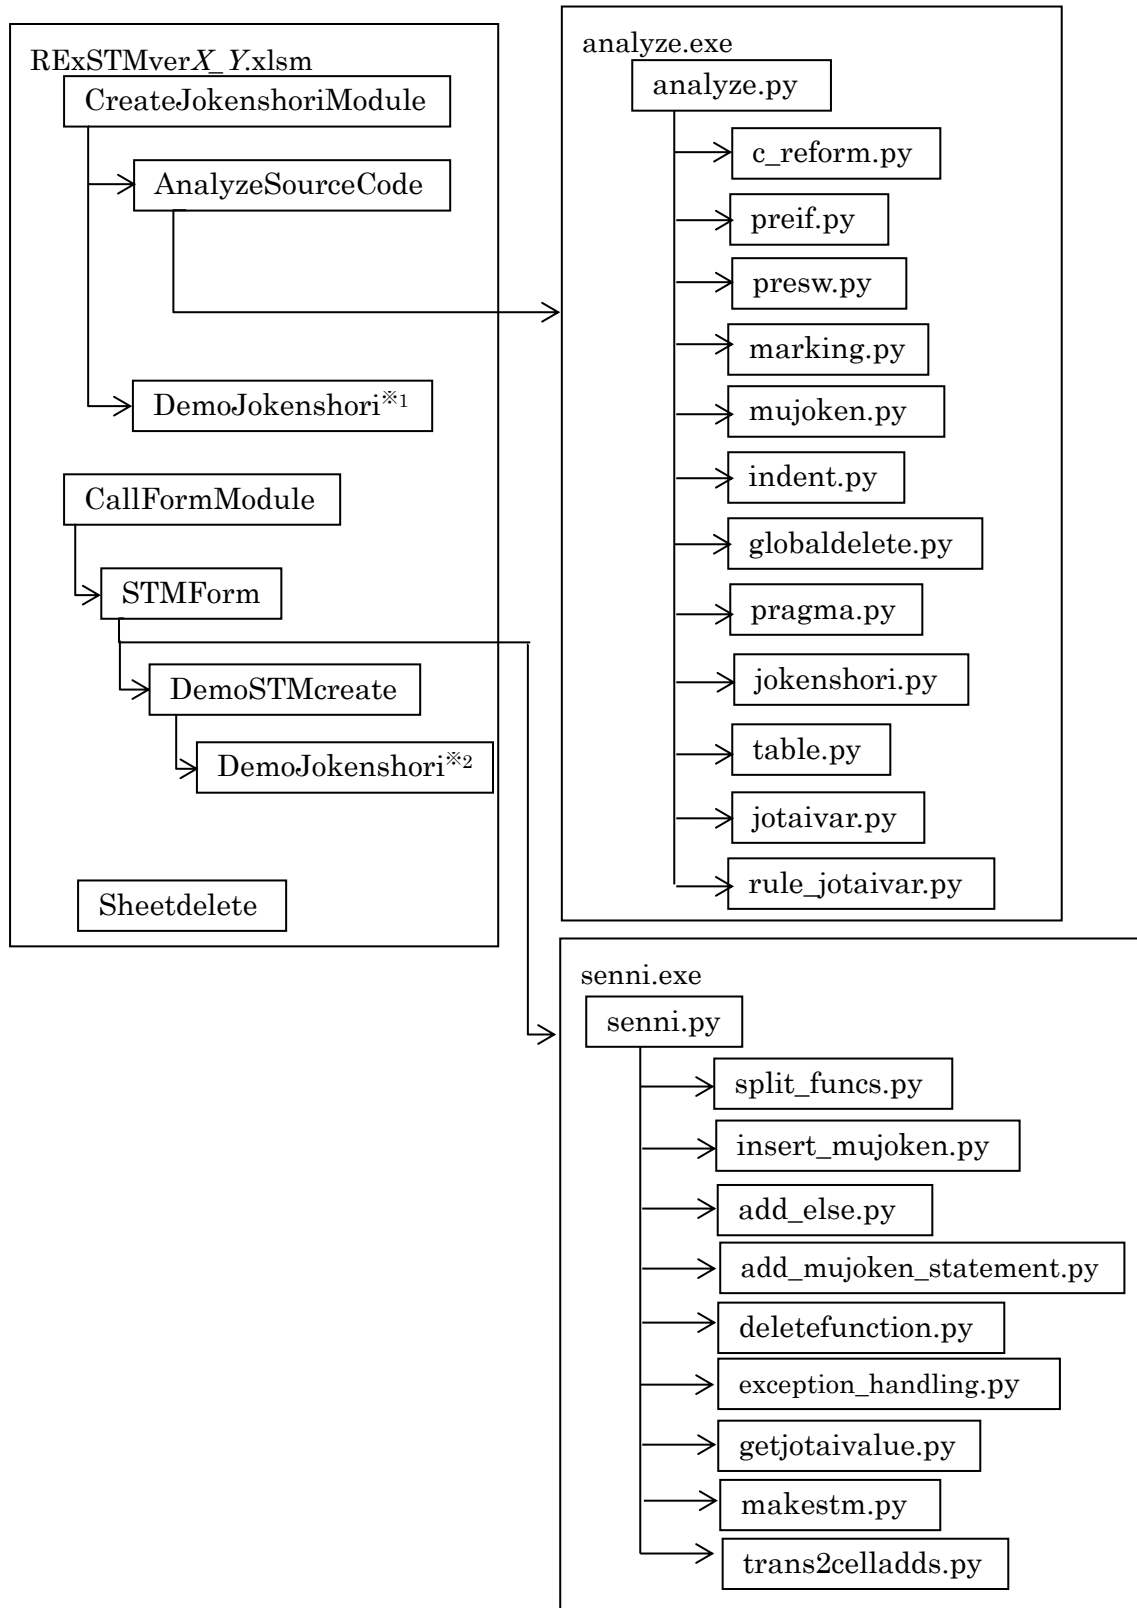 RExSTMverX_Y.xlsm
CreateJokenshoriModule
AnalyzeSourceCode
DemoJokenshori※1
CallFormModule
STMForm
DemoSTMcreate
DemoJokenshori※2
Sheetdelete
analyze.exe
analyze.py
c_reform.py
preif.py
presw.py
marking.py
mujoken.py
indent.py
globaldelete.py
pragma.py
jokenshori.py
table.py
jotaivar.py
rule_jotaivar.py
senni.exe
senni.py
split_funcs.py
insert_mujoken.py
add_else.py
add_mujoken_statement.py
deletefunction.py
exception_handling.py
getjotaivalue.py
makestm.py
trans2celladds.py